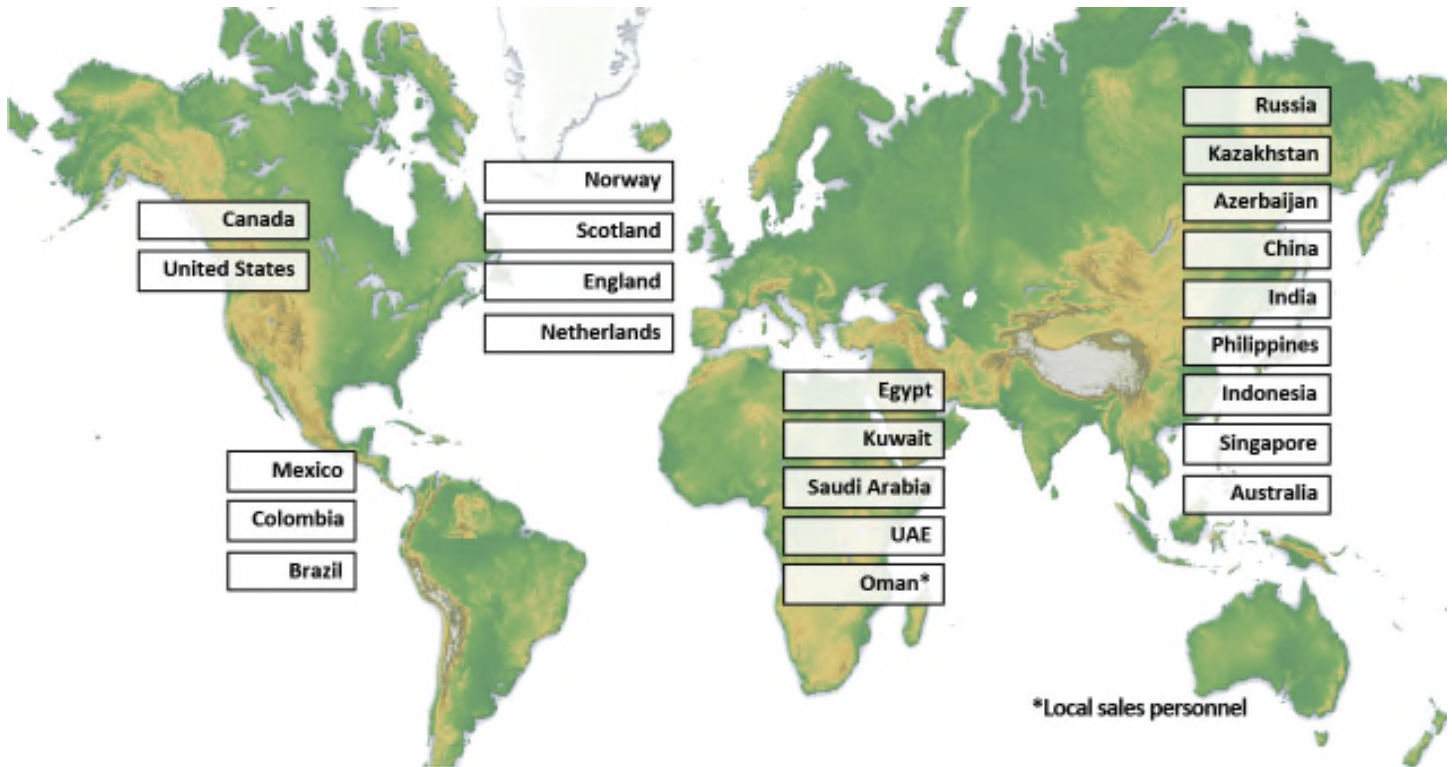 Canada
United States
Mexico
Colombia
Brazil
Norway
Scotland
England
Netherlands
Egypt
Kuwait
Saudi Arabia
UAE
Oman*
Russia
Kazakhstan
Azerbaijan
China
India
Philippines
Indonesia
Singapore
Australia
*Local sales personnel